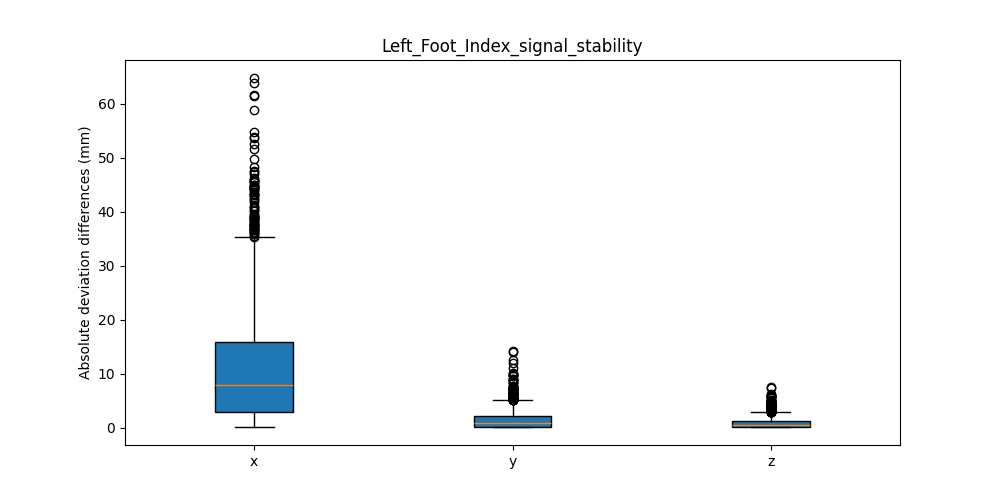 Left_Foot_Index_signal_stability
Absolute deviation differences (mm)
60
50
40
30
20
10
0
x
y
z